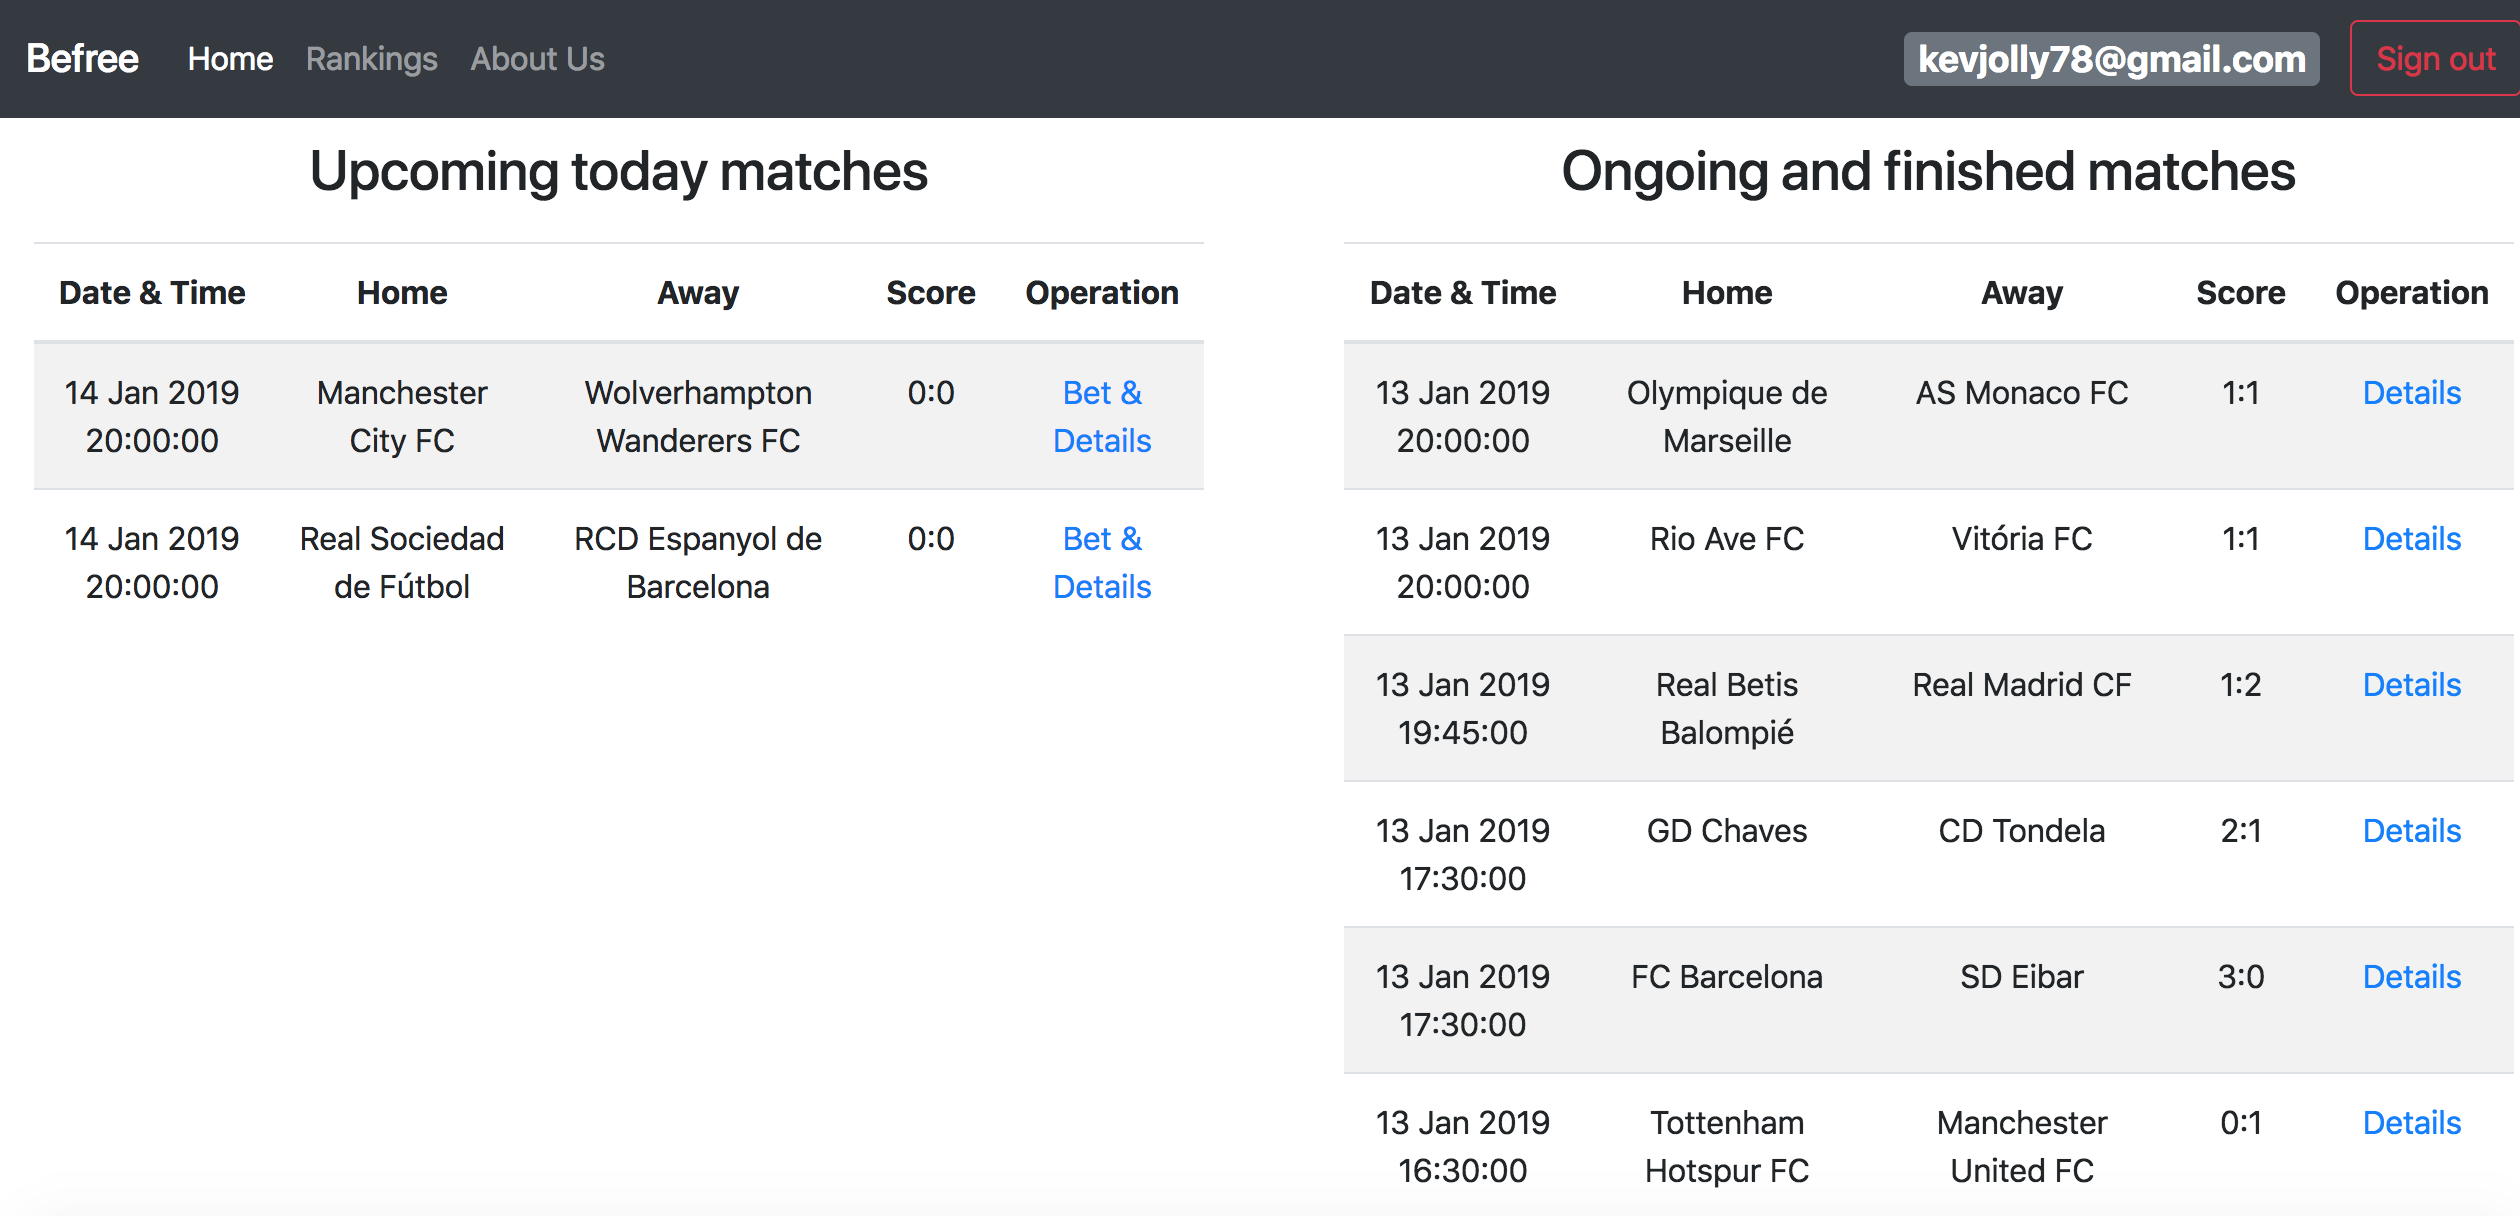 Befree Home Rankings About Us kevjolly78@gmail.com Sign out
Upcoming today matches
Date & Time Home Away Score Operation
14 Jan 2019 Manchester Wolverhampton 0:0 Bet &
20:00:00 City FC Wanderers FC Details
14 Jan 2019 Real Sociedad RCD Espanyol de 0:0 Bet &
20:00:00 de Fútbol Barcelona Details
Ongoing and finished matches
Date & Time Home Away Score Operation
13 Jan 2019 Olympique de AS Monaco FC 1:1 Details
20:00:00 Marseille
13 Jan 2019 Rio Ave FC Vitória FC 1:1 Details
20:00:00
13 Jan 2019 Real Betis Real Madrid CF 1:2 Details
19:45:00 Balompié
13 Jan 2019 GD Chaves CD Tondela 2:1 Details
17:30:00
13 Jan 2019 FC Barcelona SD Eibar 3:0 Details
17:30:00
13 Jan 2019 Tottenham Manchester 0:1 Details
16:30:00 Hotspur FC United FC